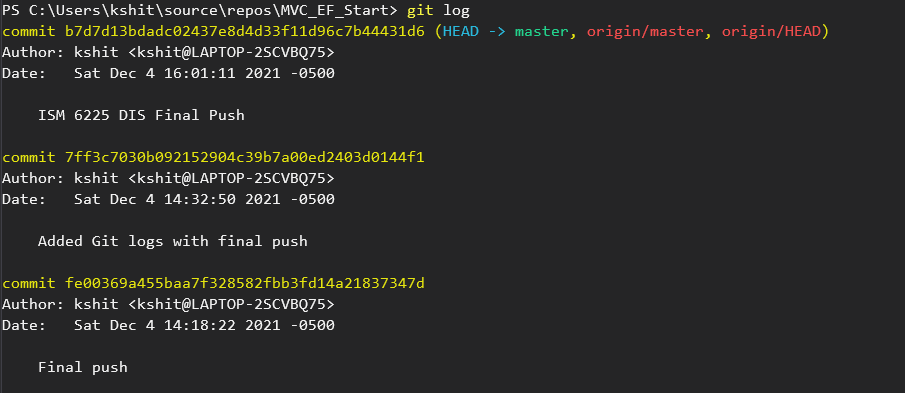 PS C:\Users\kshit\source\repos\MVC_EF_Start> git log
commit b7d7d13bdadc02437e8d4d33f11d96c7b44431d6 (HEAD -> master, origin/master, origin/HEAD)
Author: kshit <kshit@LAPTOP-2SCVBQ75>
Date:   Sat Dec 4 16:01:11 2021 -0500
ISM 6225 DIS Final Push
commit 7ff3c7030b092152904c39b7a00ed2403d0144f1
Author: kshit <kshit@LAPTOP-2SCVBQ75>
Date:   Sat Dec 4 14:32:50 2021 -0500
Added Git logs with final push
commit fe00369a455baa7f328582fbb3fd14a21837347d
Author: kshit <kshit@LAPTOP-2SCVBQ75>
Date:   Sat Dec 4 14:18:22 2021 -0500
Final push